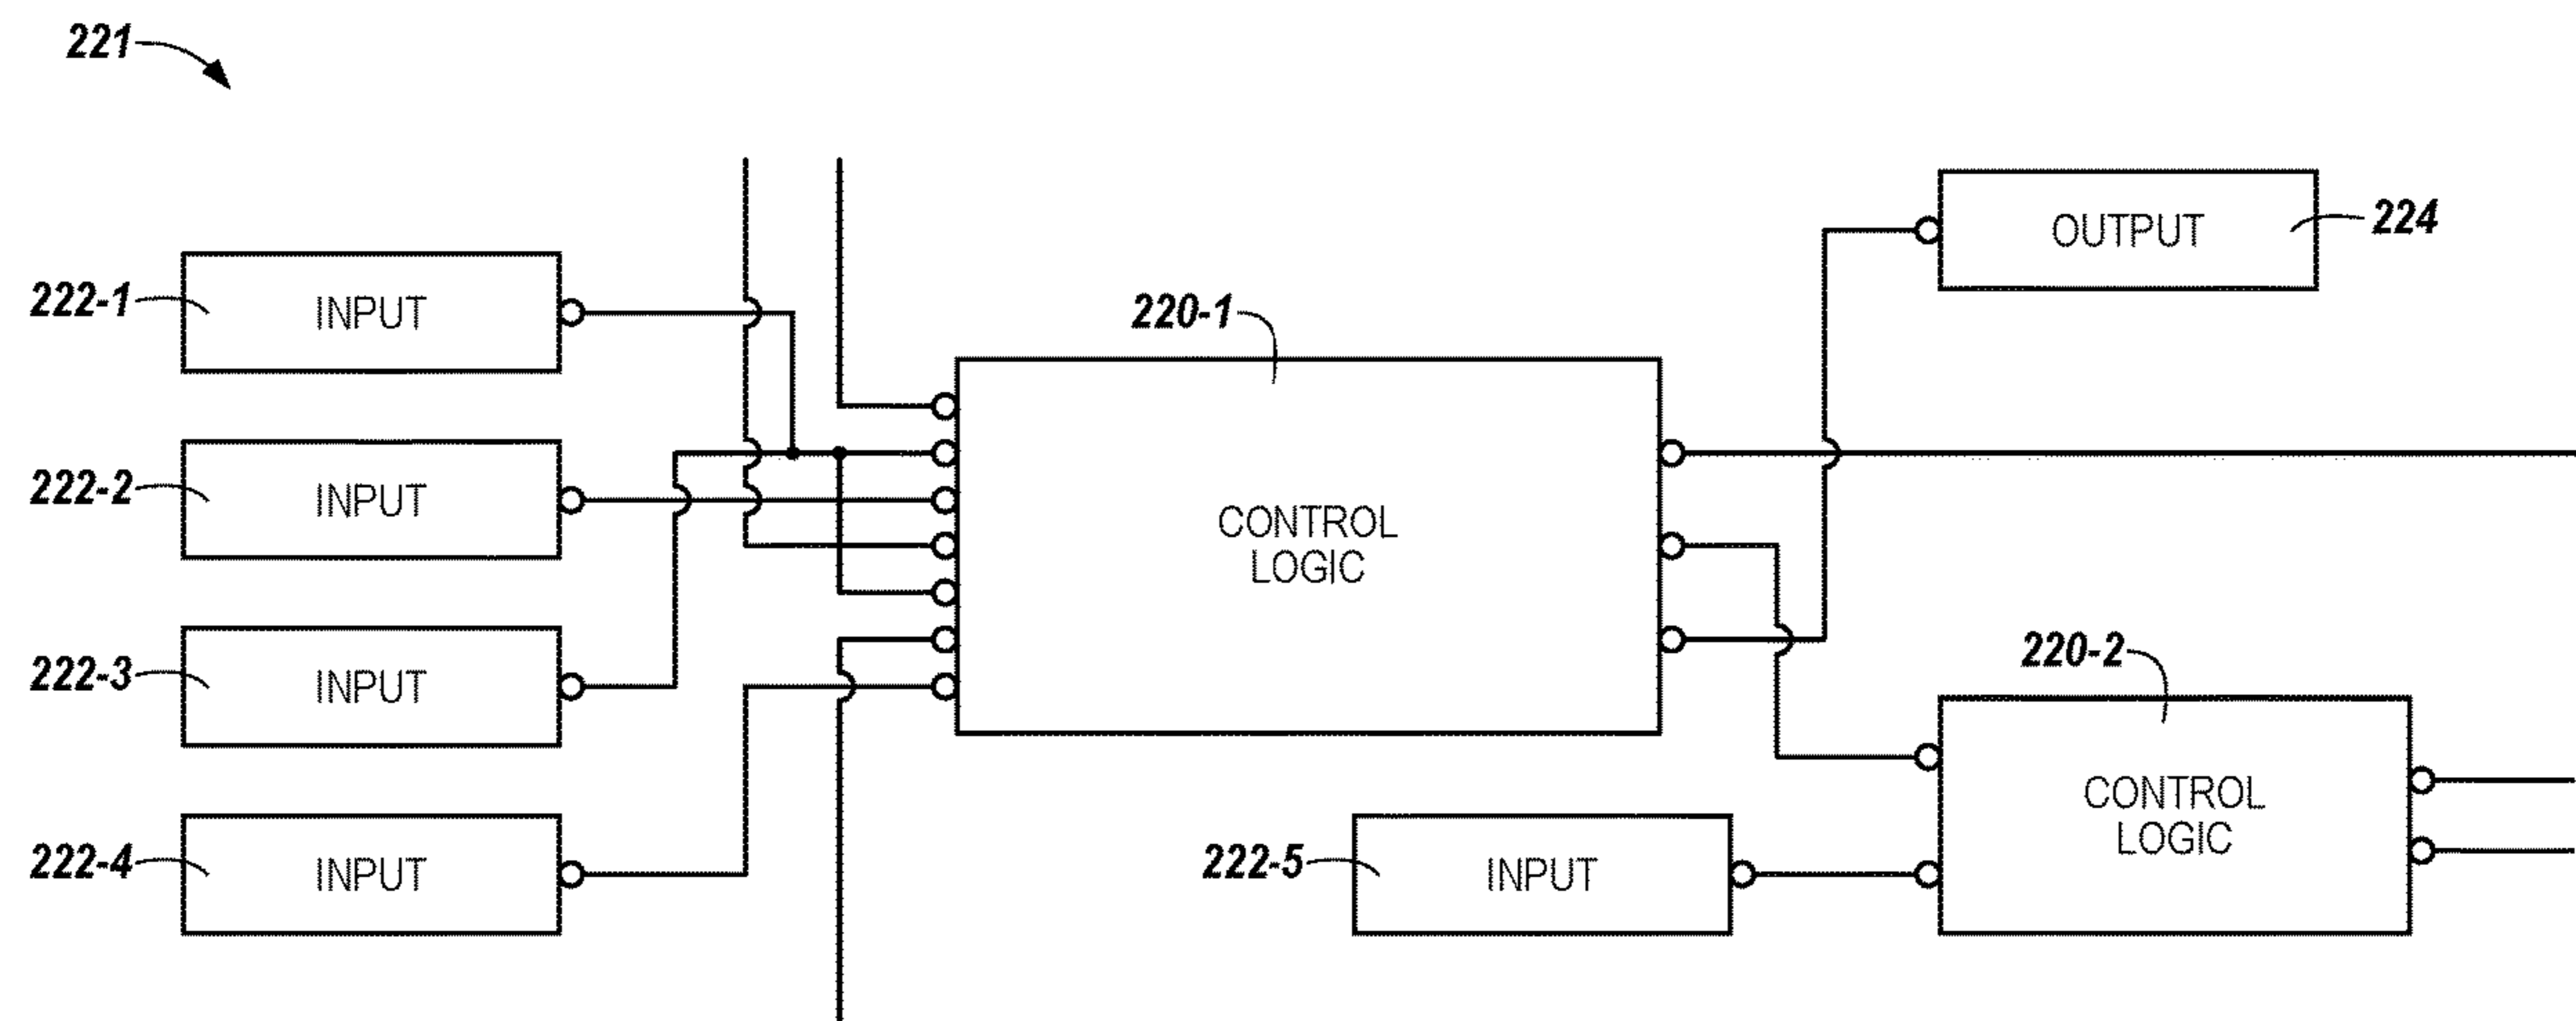 221
222-1
INPUT
222-2
INPUT
222-3
INPUT
222-4
INPUT
220-1
CONTROL
LOGIC
OUTPUT
224
220-2
CONTROL
LOGIC
222-5
INPUT